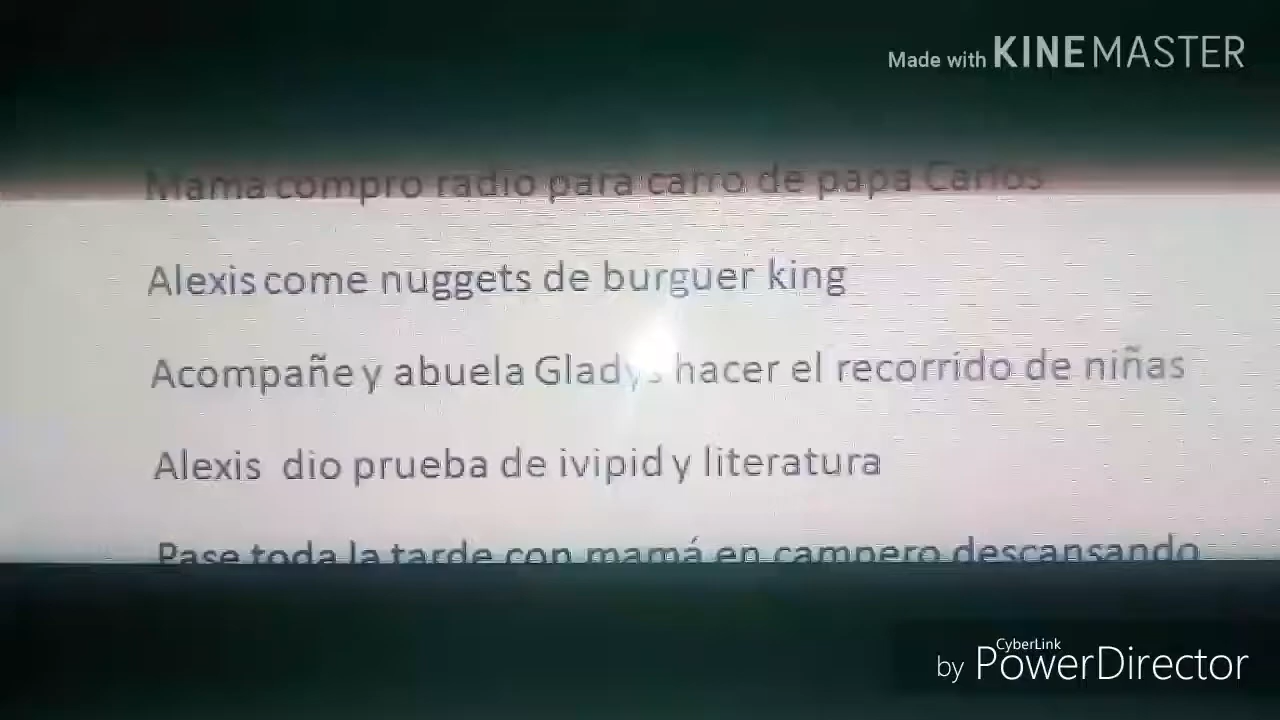 Made with KINEMASTER
Mama compro radio para carro de papa Carlos
Alexis come nuggets de burguer king
Acompañe y abuela Gladys hacer el recorrido de niñas
Alexis dio prueba de ivipid y literatura
Pase toda la tarde con mamá en campero descansando
CyberLink
by PowerDirector